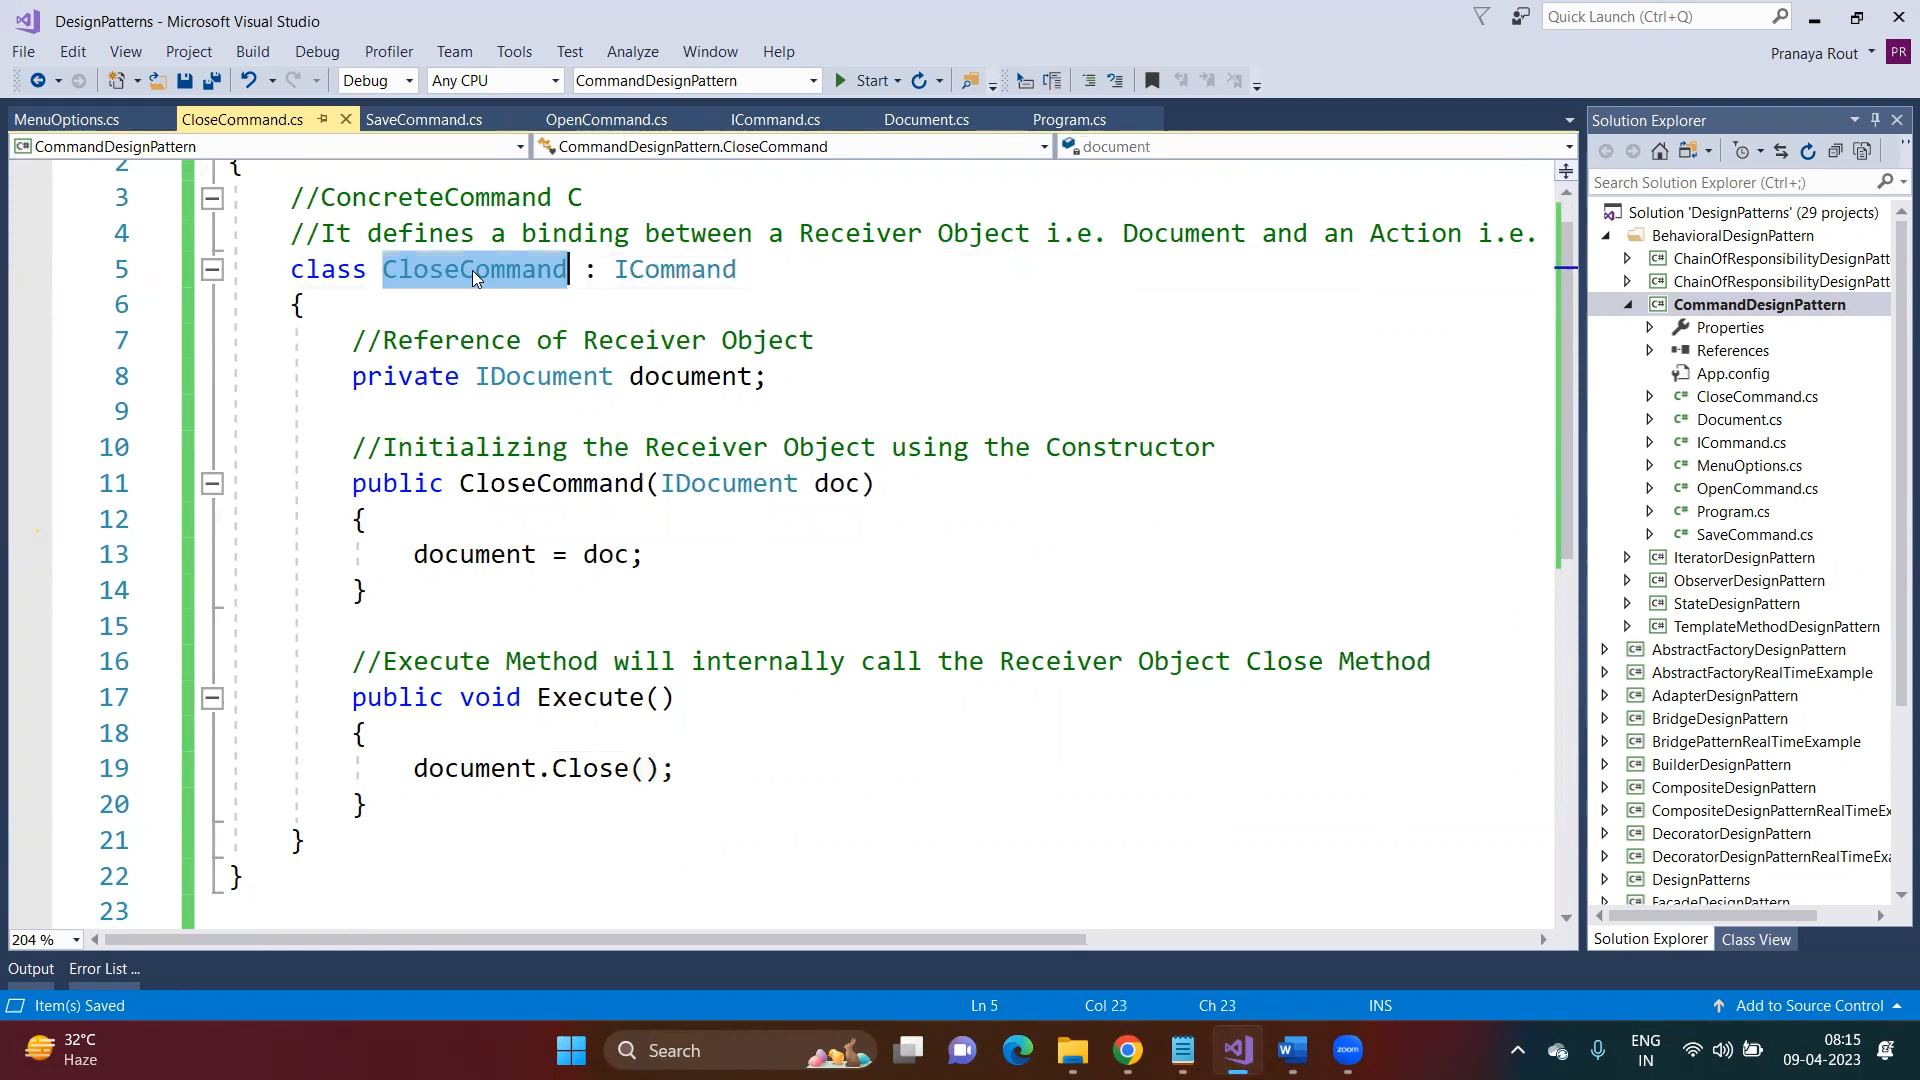 DesignPatterns - Microsoft Visual Studio
Quick Launch (Ctrl+Q)
File Edit View Project Build Debug Profiler Team Tools Test Analyze Window Help
Pranaya Rout PR
Debug Any CPU CommandDesignPattern Start
MenuOptions.cs CloseCommand.cs SaveCommand.cs OpenCommand.cs ICommand.cs Document.cs Program.cs
CommandDesignPattern CommandDesignPattern.CloseCommand document
2 {
3 //ConcreteCommand C
4 //It defines a binding between a Receiver Object i.e. Document and an Action i.e.
5 class CloseCommand : ICommand
6 {
7 //Reference of Receiver Object
8 private IDocument document;
9
10 //Initializing the Receiver Object using the Constructor
11 public CloseCommand(IDocument doc)
12 {
13 document = doc;
14 }
15
16 //Execute Method will internally call the Receiver Object Close Method
17 public void Execute()
18 {
19 document.Close();
20 }
21 }
22 }
23
204 %
Solution Explorer
Search Solution Explorer (Ctrl+;)
Solution 'DesignPatterns' (29 projects)
BehavioralDesignPattern
ChainOfResponsibilityDesignPatt
ChainOfResponsibilityDesignPatt
CommandDesignPattern
Properties
References
App.config
CloseCommand.cs
Document.cs
ICommand.cs
MenuOptions.cs
OpenCommand.cs
Program.cs
SaveCommand.cs
IteratorDesignPattern
ObserverDesignPattern
StateDesignPattern
TemplateMethodDesignPattern
AbstractFactoryDesignPattern
AbstractFactoryRealTimeExample
AdapterDesignPattern
BridgeDesignPattern
BridgePatternRealTimeExample
BuilderDesignPattern
CompositeDesignPattern
CompositeDesignPatternRealTimeEx
DecoratorDesignPattern
DecoratorDesignPatternRealTimeExa
DesignPatterns
FacadeDesignPattern
Solution Explorer Class View
Output Error List ...
Item(s) Saved Ln 5 Col 23 Ch 23 INS Add to Source Control
32°C
Haze
Search
zoom
ENG
IN
08:15
09-04-2023